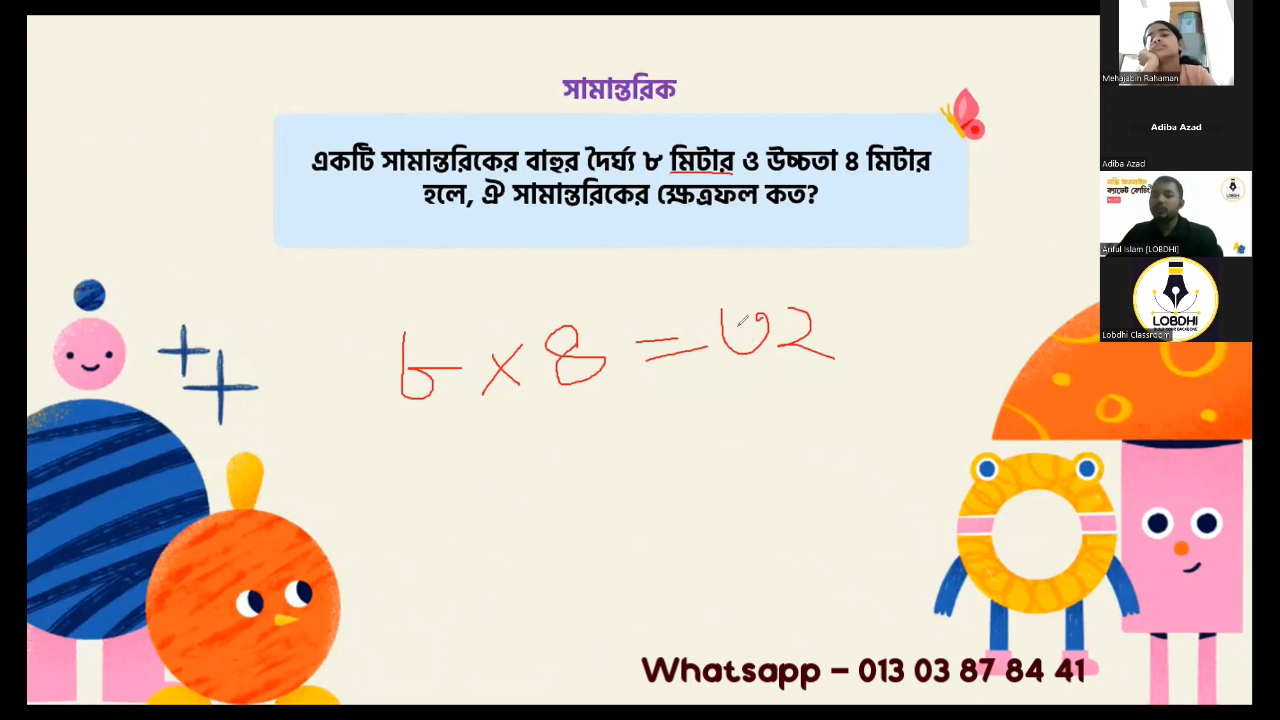 সামান্তরিক
একটি সামান্তরিকের বাহুর দৈর্ঘ্য ৮ মিটার ও উচ্চতা ৪ মিটার
হলে, ঐ সামান্তরিকের ক্ষেত্রফল কত?
৮ × ৪ = ৩২
Whatsapp – 013 03 87 84 41
Mehajabin Rahaman
Adiba Azad
Adiba Azad
ক্যাডেট কোচিং
LOBDHI
Ariful Islam [LOBDHI]
LOBDHI
Lobdhi Classroom